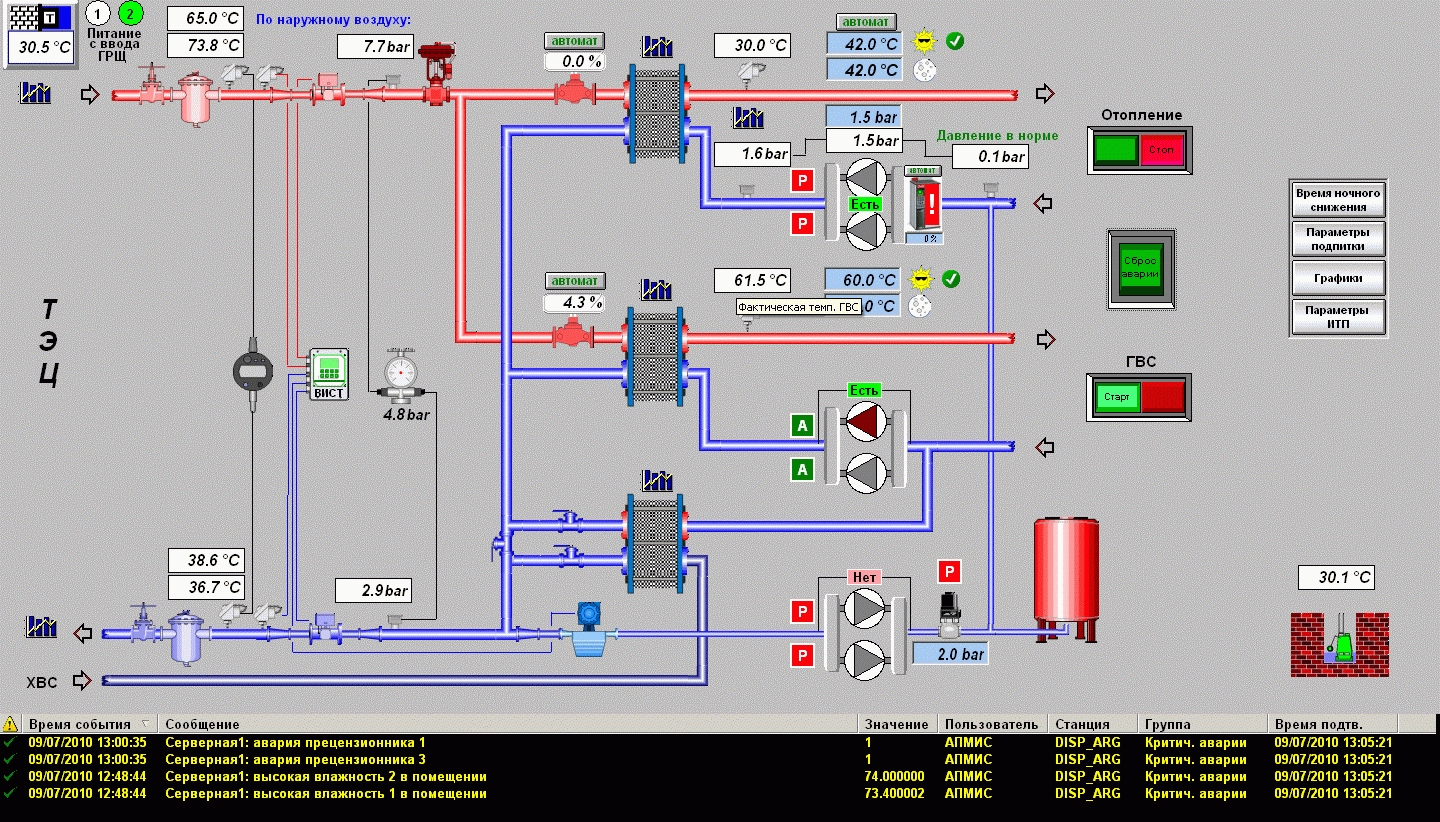 T
30.5 °C
1
2
Питание
с ввода
ГРЩ
65.0 °C
73.8 °C
По наружному воздуху:
7.7 bar
автомат
0.0 %
30.0 °C
автомат
42.0 °C
42.0 °C
1.5 bar
1.5 bar
1.6 bar
Давление в норме
0.1 bar
Отопление
Стоп
P
P
Есть
автомат
!
0 %
Время ночного
снижения
Параметры
подпитки
Графики
Параметры
ИТП
Сброс
аварии
автомат
4.3 %
61.5 °C
60.0 °C
.0 °C
Фактическая темп. ГВС
Т
Э
Ц
ВИСТ
4.8 bar
ГВС
Старт
Есть
A
A
38.6 °C
36.7 °C
2.9 bar
Нет
P
P
P
2.0 bar
30.1 °C
ХВС
Время события Сообщение Значение Пользователь Станция Группа Время подтв.
09/07/2010 13:00:35 Серверная1: авария прецензионника 1 1 АПМИС DISP_ARG Критич. аварии 09/07/2010 13:05:21
09/07/2010 13:00:35 Серверная1: авария прецензионника 3 1 АПМИС DISP_ARG Критич. аварии 09/07/2010 13:05:21
09/07/2010 12:48:44 Серверная1: высокая влажность 2 в помещении 74.000000 АПМИС DISP_ARG Критич. аварии 09/07/2010 13:05:21
09/07/2010 12:48:44 Серверная1: высокая влажность 1 в помещении 73.400002 АПМИС DISP_ARG Критич. аварии 09/07/2010 13:05:21